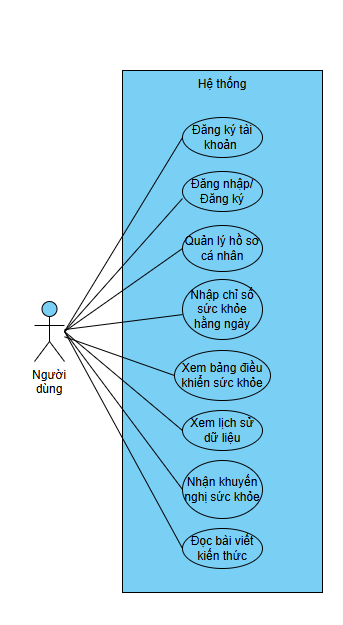 Hệ thống
Đăng ký tài
khoản
Đăng nhập/
Đăng ký
Quản lý hồ sơ
cá nhân
Nhập chỉ số
sức khỏe
hằng ngày
Xem bảng điều
khiển sức khỏe
Xem lịch sử
dữ liệu
Nhận khuyến
nghị sức khỏe
Đọc bài viết
kiến thức
Người
dùng